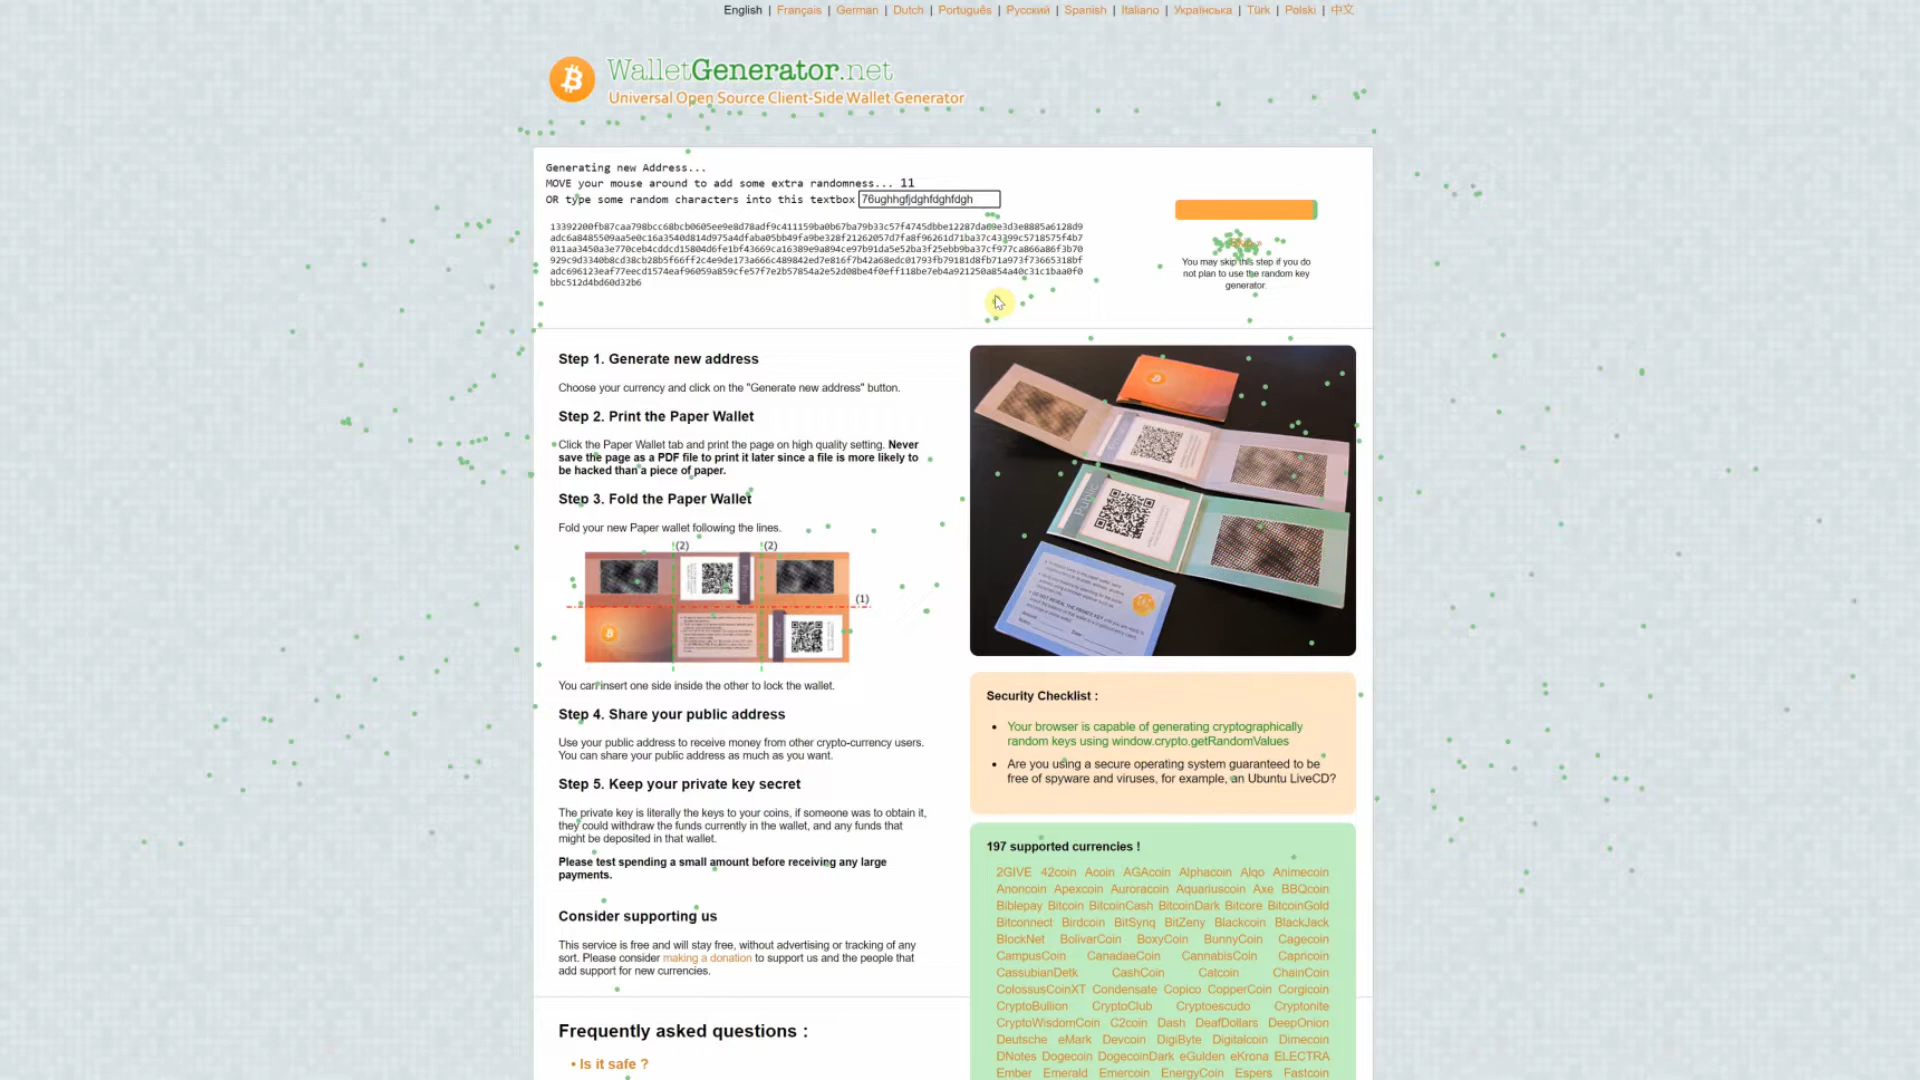 English | Français | German | Dutch | Português | Русский | Spanish | Italiano | Українська | Türk | Polski | 中文
WalletGenerator.net
Universal Open Source Client-Side Wallet Generator
Generating new Address...
MOVE your mouse around to add some extra randomness... 11
OR type some random characters into this textbox 76ughhgfjdghfdghfdgh
You may skip this step if you do
not plan to use the random key
generator.
bbc512d4bd60d32b6
Step 1. Generate new address
Choose your currency and click on the "Generate new address" button.
Step 2. Print the Paper Wallet
Click the Paper Wallet tab and print the page on high quality setting. Never
save the page as a PDF file to print it later since a file is more likely to
be hacked than a piece of paper.
Step 3. Fold the Paper Wallet
Fold your new Paper wallet following the lines.
(2) (2)
(1)
You can insert one side inside the other to lock the wallet.
Step 4. Share your public address
Use your public address to receive money from other crypto-currency users.
You can share your public address as much as you want.
Step 5. Keep your private key secret
The private key is literally the keys to your coins, if someone was to obtain it,
they could withdraw the funds currently in the wallet, and any funds that
might be deposited in that wallet.
Please test spending a small amount before receiving any large
payments.
Consider supporting us
This service is free and will stay free, without advertising or tracking of any
sort. Please consider making a donation to support us and the people that
add support for new currencies.
Frequently asked questions :
• Is it safe ?
Public
Security Checklist :
• Your browser is capable of generating cryptographically
random keys using window.crypto.getRandomValues
• Are you using a secure operating system guaranteed to be
free of spyware and viruses, for example, an Ubuntu LiveCD?
197 supported currencies !
2GIVE 42coin Acoin AGAcoin Alphacoin Alqo Animecoin
Anoncoin Apexcoin Auroracoin Aquariuscoin Axe BBQcoin
Biblepay Bitcoin BitcoinCash BitcoinDark Bitcore BitcoinGold
Bitconnect Birdcoin BitSynq BitZeny Blackcoin BlackJack
BlockNet BolivarCoin BoxyCoin BunnyCoin Cagecoin
CampusCoin CanadaeCoin CannabisCoin Capricoin
CassubianDetk CashCoin Catcoin ChainCoin
ColossusCoinXT Condensate Copico CopperCoin Corgicoin
CryptoBullion CryptoClub Cryptoescudo Cryptonite
CryptoWisdomCoin C2coin Dash DeafDollars DeepOnion
Deutsche eMark Devcoin DigiByte Digitalcoin Dimecoin
DNotes Dogecoin DogecoinDark eGulden eKrona ELECTRA
Ember Emerald Emercoin EnergyCoin Espers Fastcoin